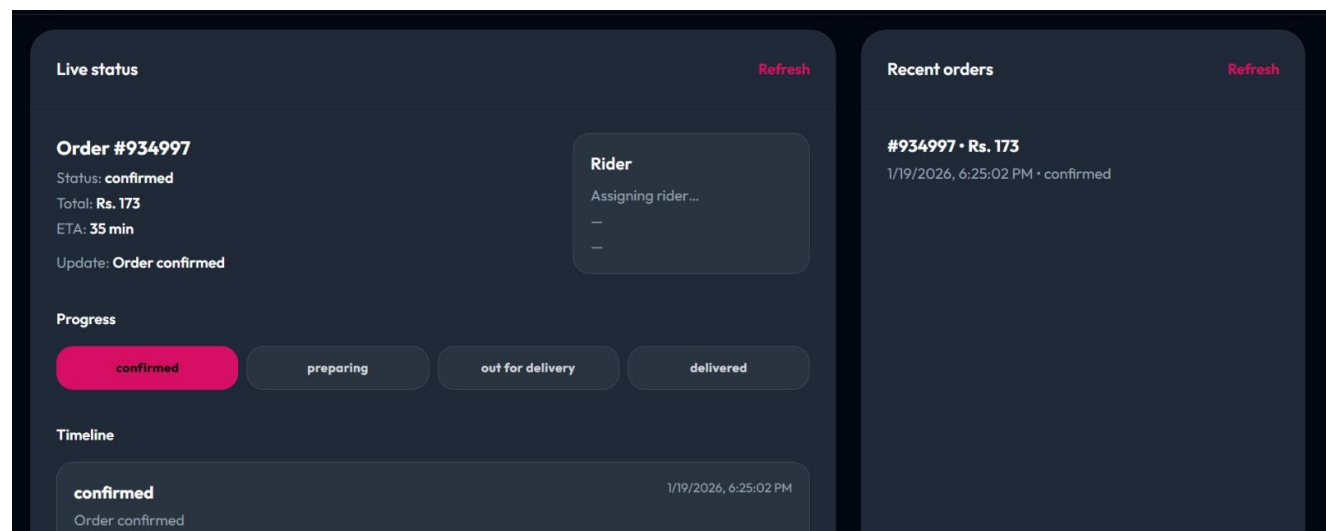 Live status
Refresh
Order #934997
Status: confirmed
Total: Rs. 173
ETA: 35 min
Update: Order confirmed
Rider
Assigning rider...
—
—
Progress
confirmed
preparing
out for delivery
delivered
Timeline
confirmed
1/19/2026, 6:25:02 PM
Order confirmed
Recent orders
Refresh
#934997 • Rs. 173
1/19/2026, 6:25:02 PM • confirmed